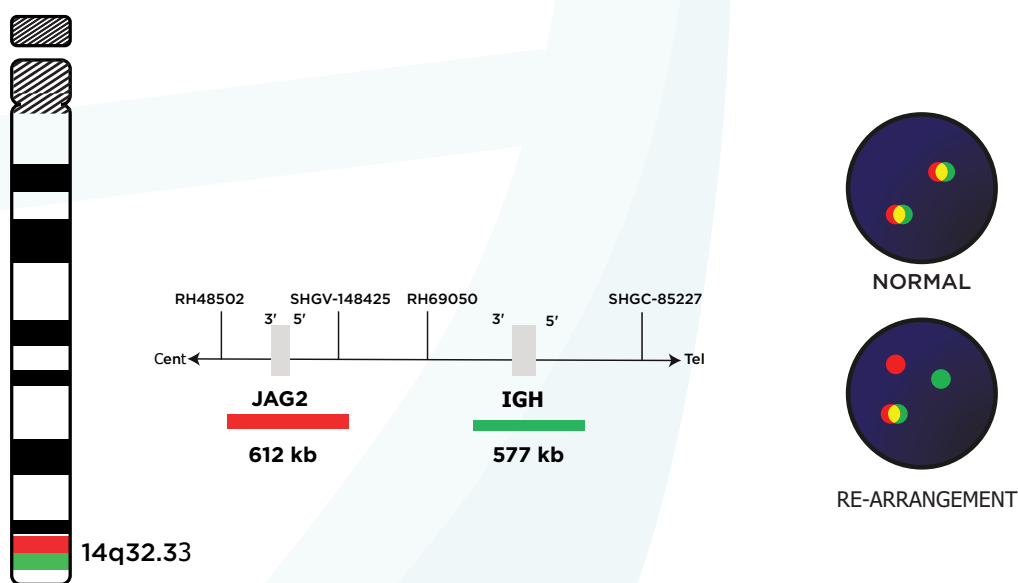 RH48502 SHGV-148425 RH69050 SHGC-85227
3' 5' 3' 5'
Cent Tel
JAG2 IGH
612 kb 577 kb
14q32.33
NORMAL
RE-ARRANGEMENT